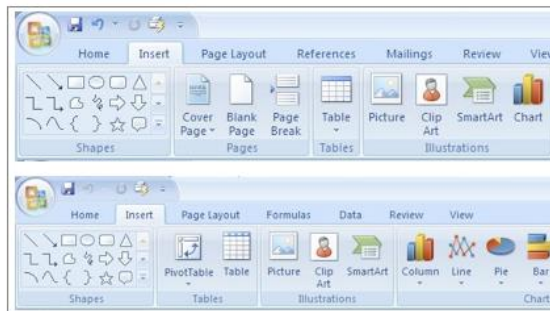 Home Insert Page Layout References Mailings Review View
Cover Page Blank Page Page Break Table Picture Clip Art SmartArt Chart
Shapes Pages Tables Illustrations
Home Insert Page Layout Formulas Data Review View
PivotTable Table Picture Clip Art SmartArt Column Line Pie Bar
Shapes Tables Illustrations Chart